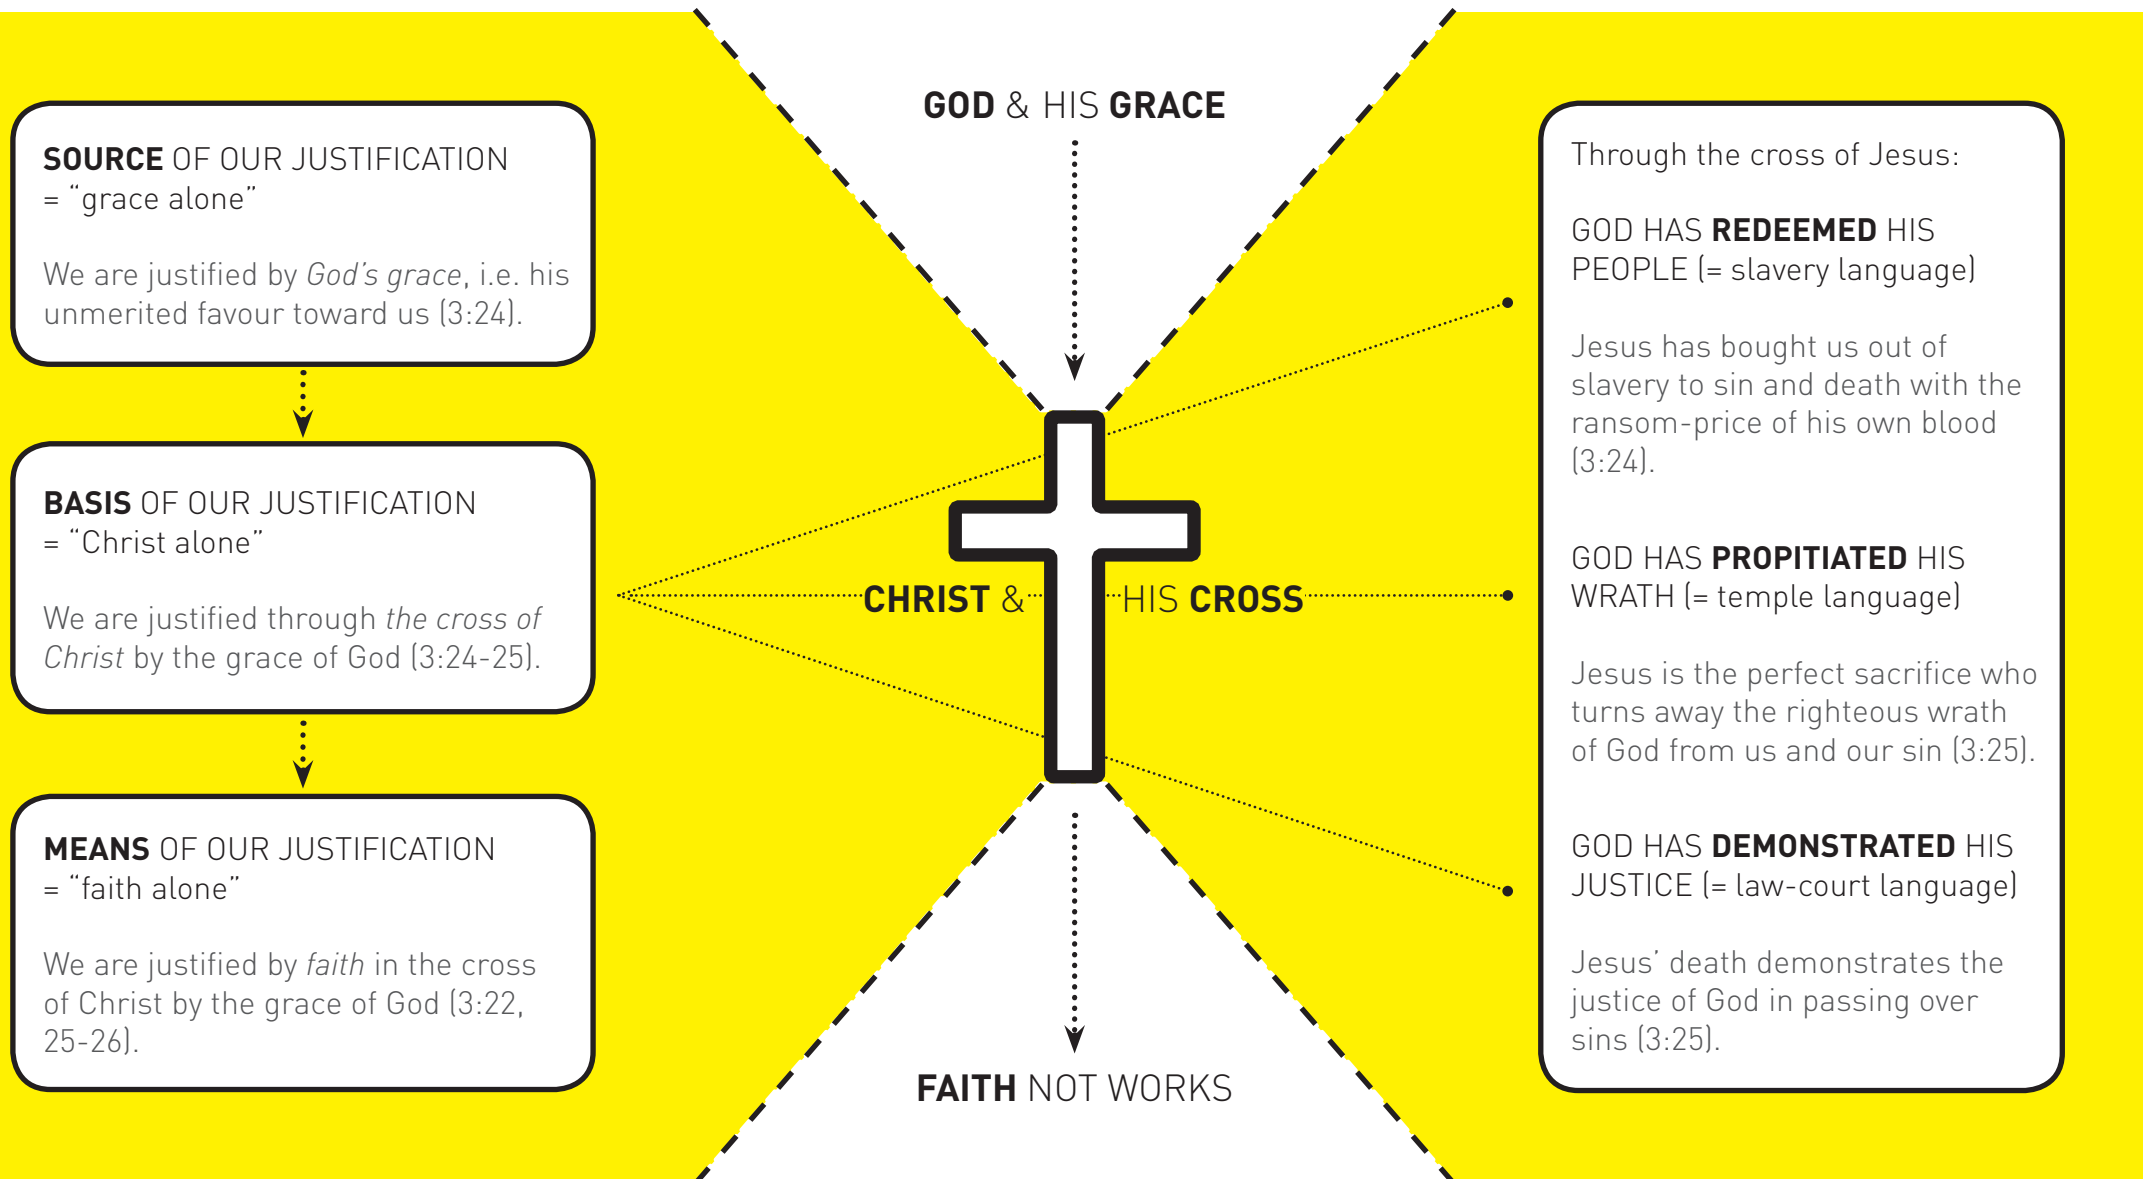 SOURCE OF OUR JUSTIFICATION
= “grace alone”
We are justified by God’s grace, i.e. his
unmerited favour toward us (3:24).
BASIS OF OUR JUSTIFICATION
= “Christ alone”
We are justified through the cross of
Christ by the grace of God (3:24-25).
MEANS OF OUR JUSTIFICATION
= “faith alone”
We are justified by faith in the cross
of Christ by the grace of God (3:22,
25-26).
GOD & HIS GRACE
CHRIST & HIS CROSS
FAITH NOT WORKS
Through the cross of Jesus:
GOD HAS REDEEMED HIS
PEOPLE (= slavery language)
Jesus has bought us out of
slavery to sin and death with the
ransom-price of his own blood
(3:24).
GOD HAS PROPITIATED HIS
WRATH (= temple language)
Jesus is the perfect sacrifice who
turns away the righteous wrath
of God from us and our sin (3:25).
GOD HAS DEMONSTRATED HIS
JUSTICE (= law-court language)
Jesus’ death demonstrates the
justice of God in passing over
sins (3:25).